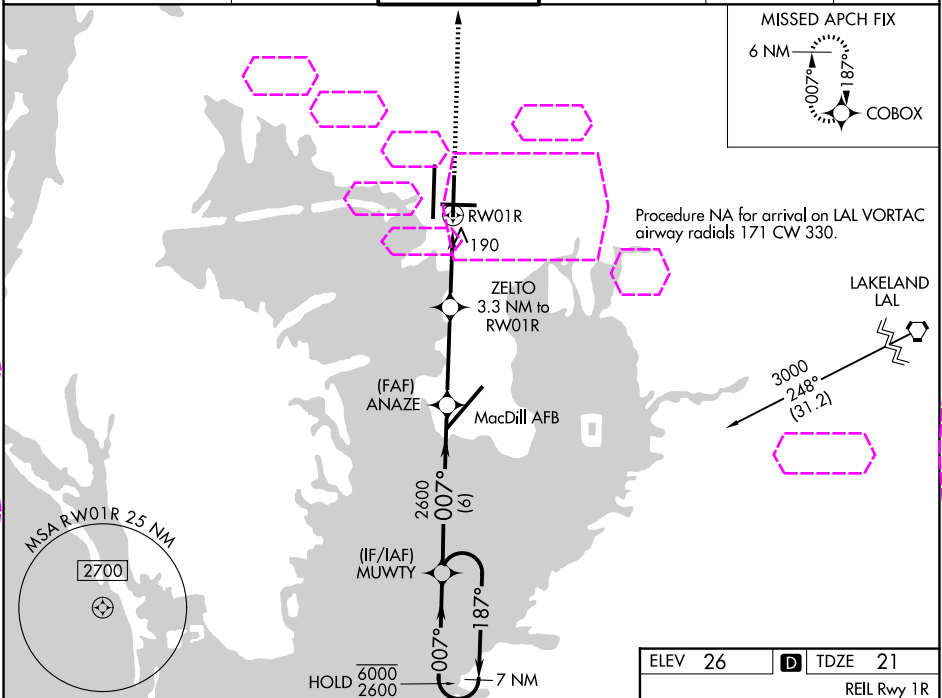 MISSED APCH FIX
6 NM
007°
187°
COBOX
RW01R
190
Procedure NA for arrival on LAL VORTAC
airway radials 171 CW 330.
ZELTO
3.3 NM to
RW01R
LAKELAND
LAL
3000
248°
(31.2)
(FAF)
ANAZE
MacDill AFB
2600
007°
(6)
MSA RW01R 25 NM
2700
(IF/IAF)
MUWTY
187°
007°
HOLD 6000
2600
7 NM
ELEV 26 D TDZE 21
REIL Rwy 1R